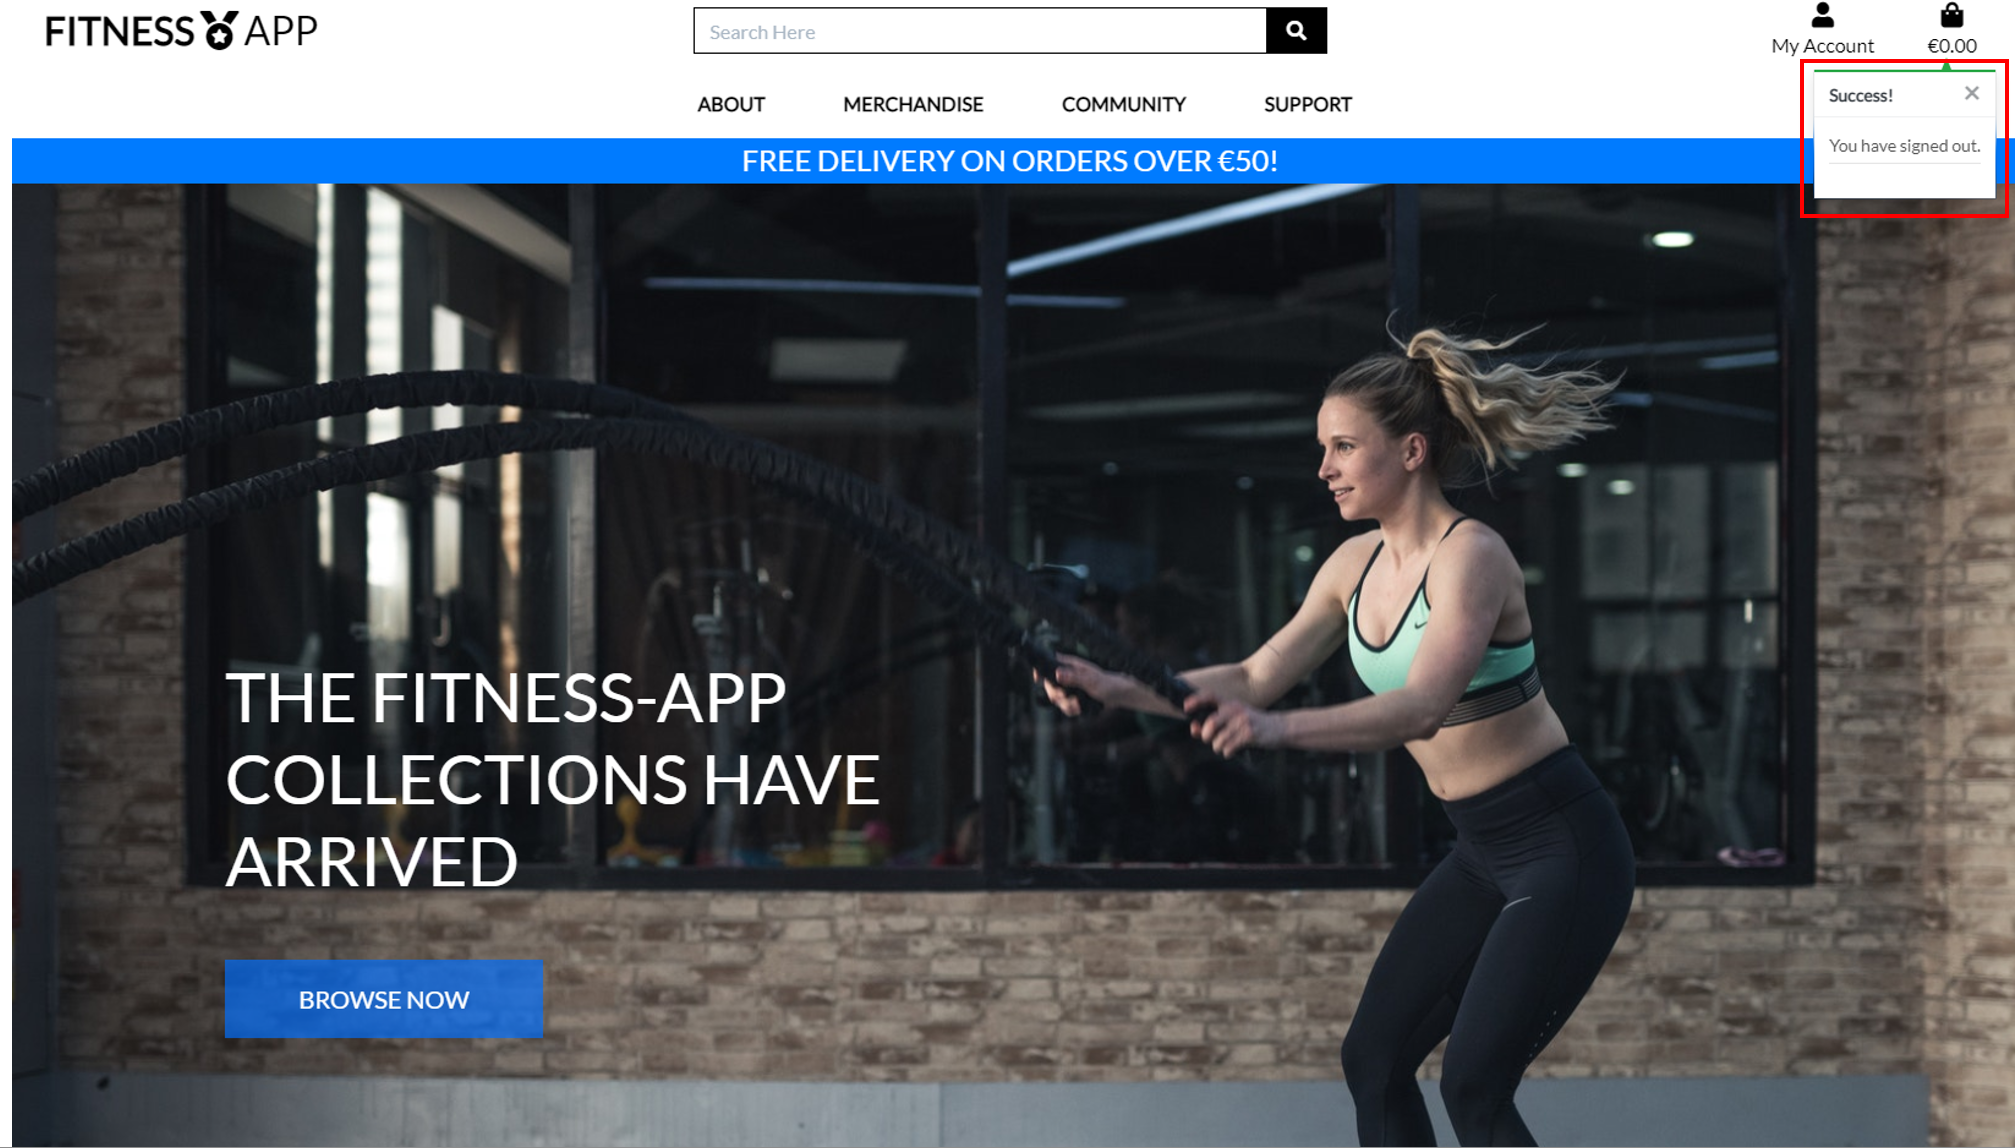 FITNESS APP
Search Here
My Account
€0.00
ABOUT
MERCHANDISE
COMMUNITY
SUPPORT
Success!
You have signed out.
FREE DELIVERY ON ORDERS OVER €50!
THE FITNESS-APP
COLLECTIONS HAVE
ARRIVED
BROWSE NOW